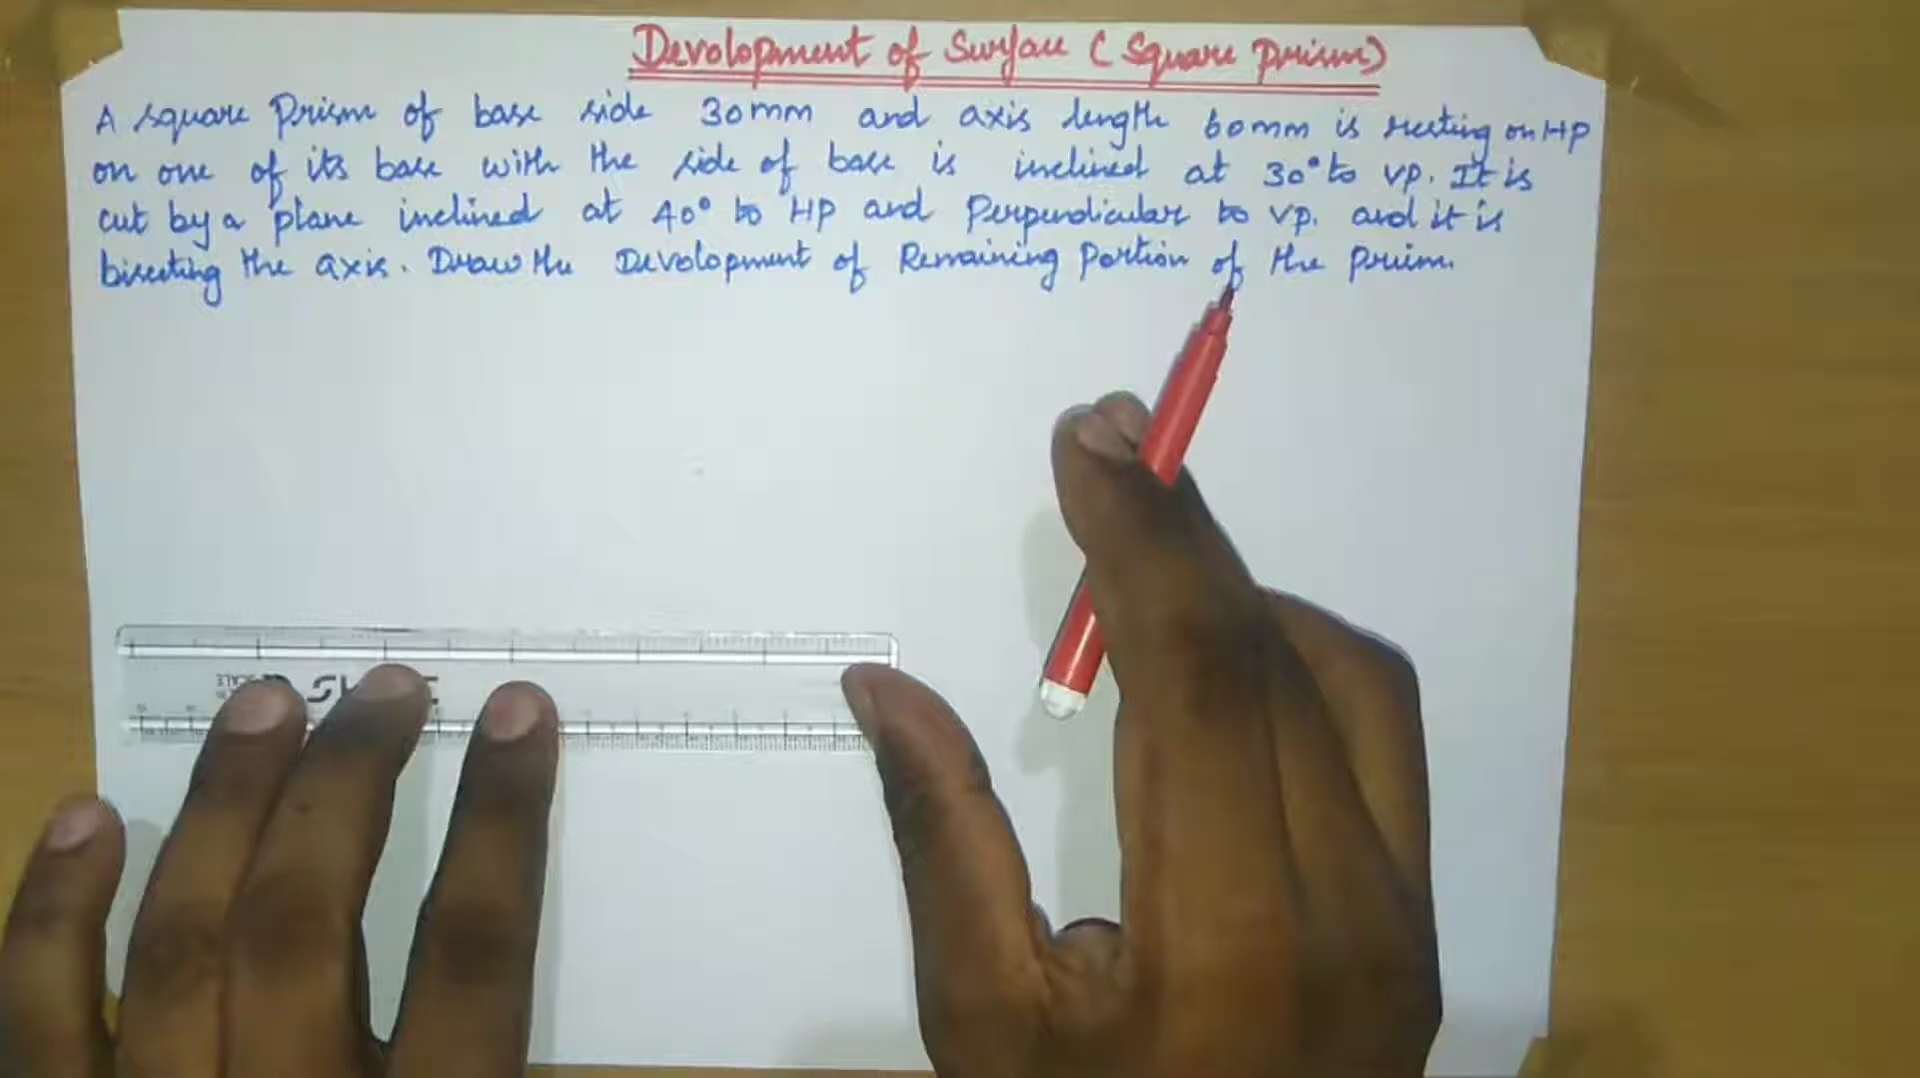 Devolopment of Surface (Square Prism)
A square Prism of base side 30mm and axis length 60mm is resting on HP
on one of its base with the side of base is inclined at 30° to VP. It is
cut by a plane inclined at 40° to HP and Perpendicular to VP. and it is
bisecting the axis. Draw the Devolopment of Remaining Portion of the Prism.
SCALE